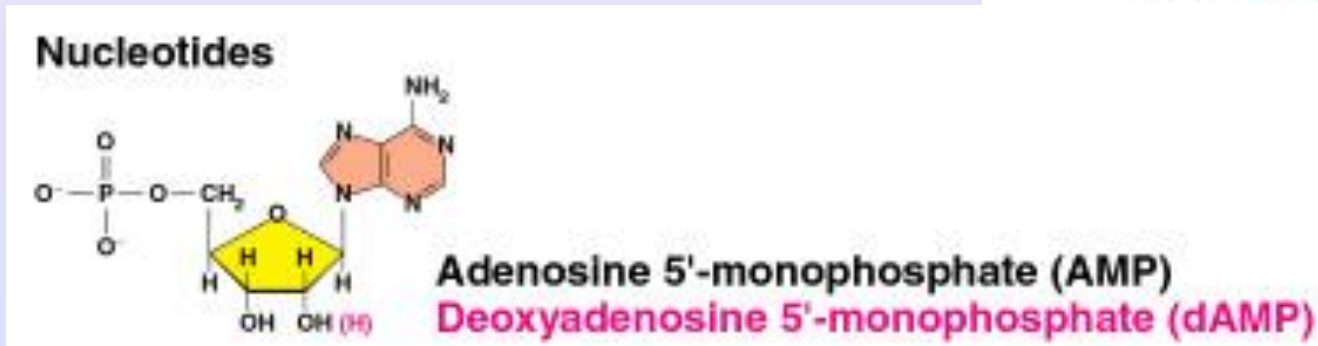 Nucleotides
NH2
N N
O
O⁻ P O CH2 N N
O
O⁻ H H
H H
OH OH (H)
Adenosine 5'-monophosphate (AMP)
Deoxyadenosine 5'-monophosphate (dAMP)